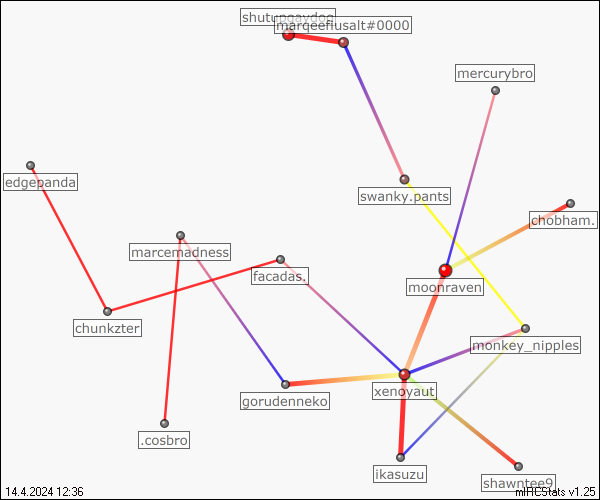 shutupgaydog
marqeeflusalt#0000
mercurybro
edgepanda
swanky.pants
chobham.
marcemadness
facadas.
moonraven
chunkzter
monkey_nipples
xenoyaut
gorudenneko
.cosbro
ikasuzu
shawntee9
14.4.2024 12:36
mIRCStats v1.25